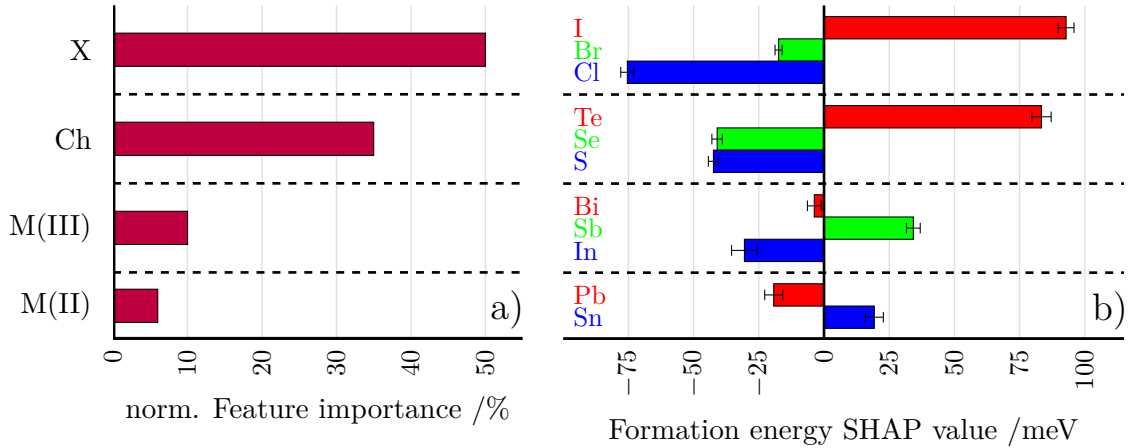 X
Ch
M(III)
M(II)
a)
0
10
20
30
40
50
norm. Feature importance /%
I
Br
Cl
Te
Se
S
Bi
Sb
In
Pb
Sn
b)
−75
−50
−25
0
25
50
75
100
Formation energy SHAP value /meV